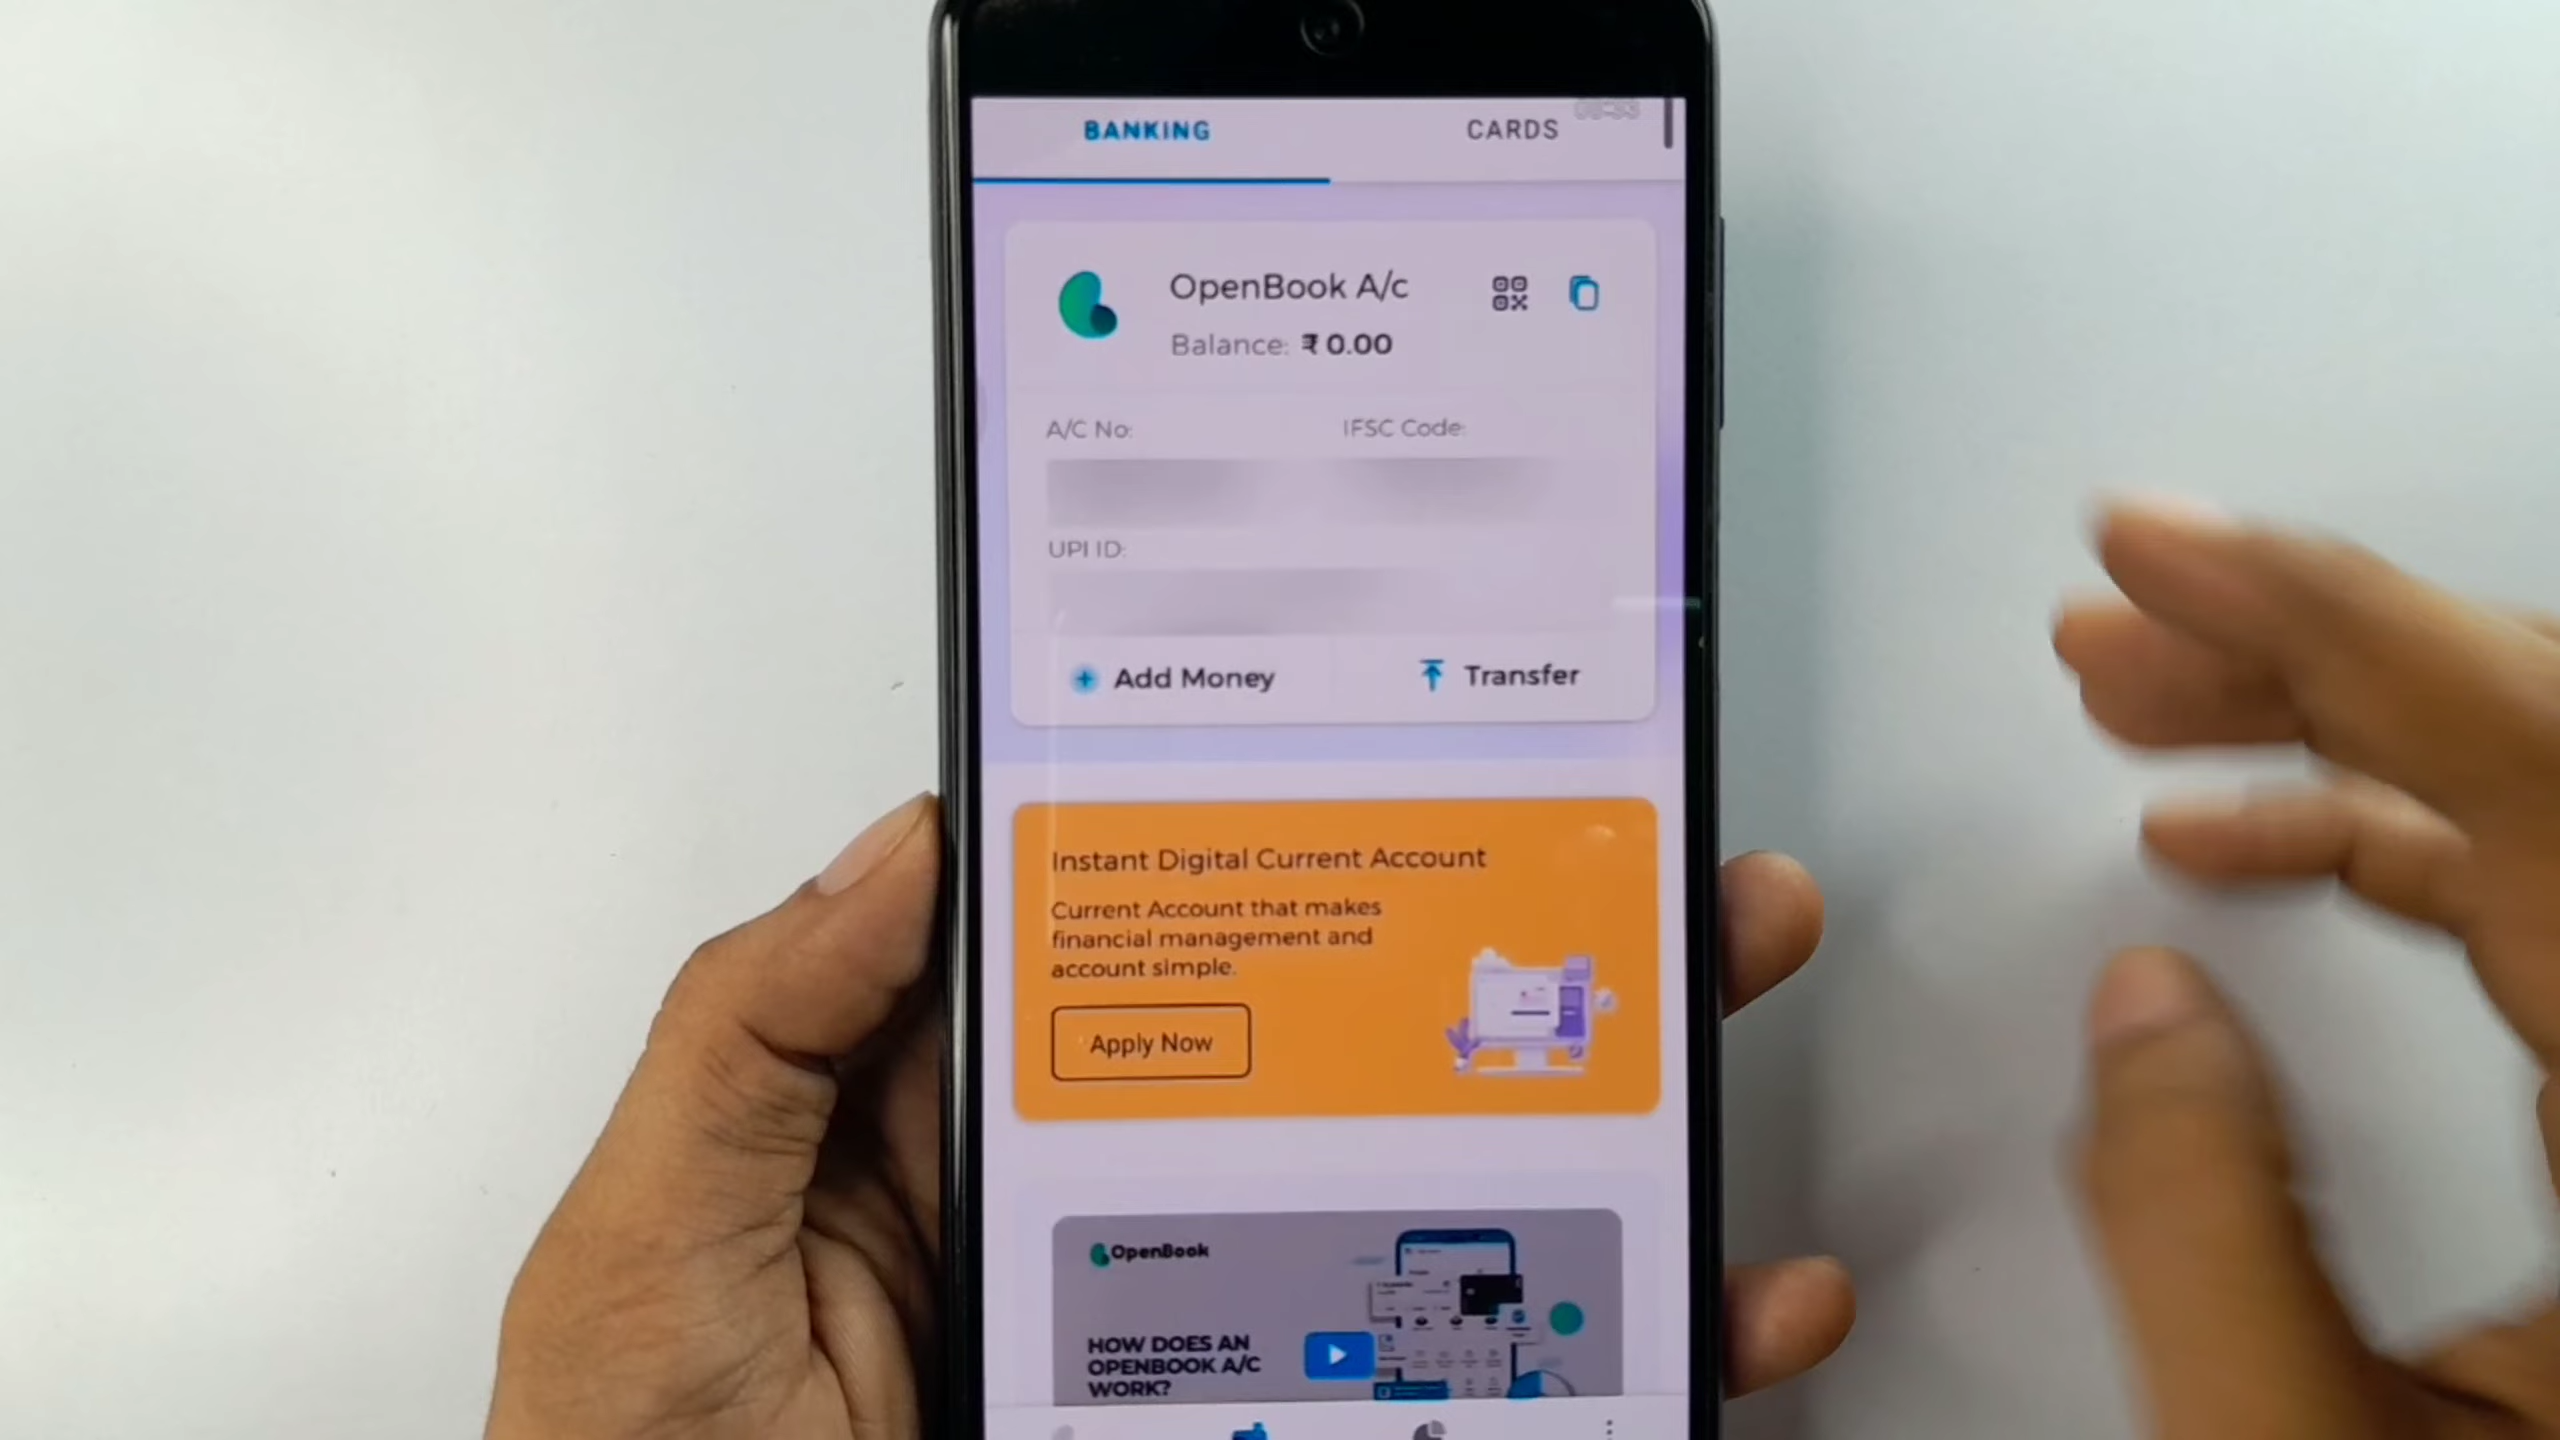 BANKING
CARDS
OpenBook A/c
Balance: ₹ 0.00
A/C No:
IFSC Code:
UPI ID:
Add Money
Transfer
Instant Digital Current Account
Current Account that makes
financial management and
account simple.
Apply Now
OpenBook
HOW DOES AN
OPENBOOK A/C
WORK?